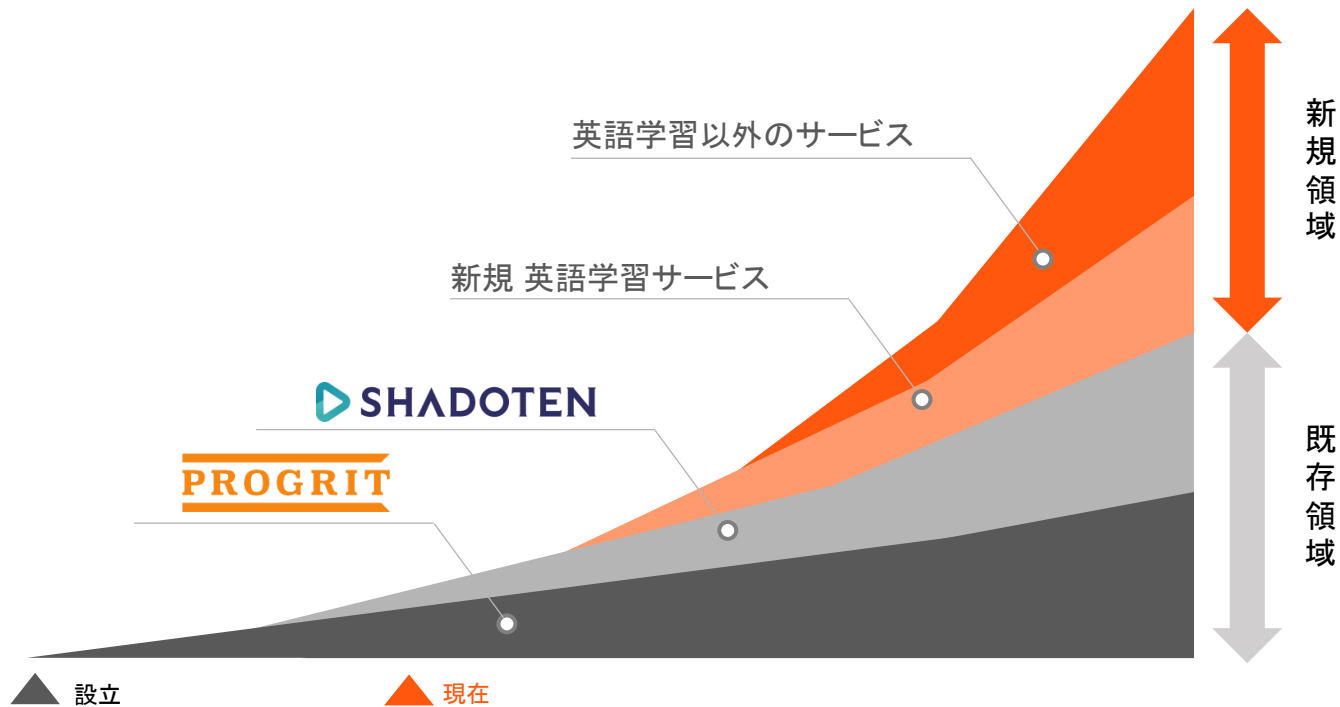 英語学習以外のサービス
新規 英語学習サービス
SHADOTEN
PROGRIT
新規領域
既存領域
設立
現在